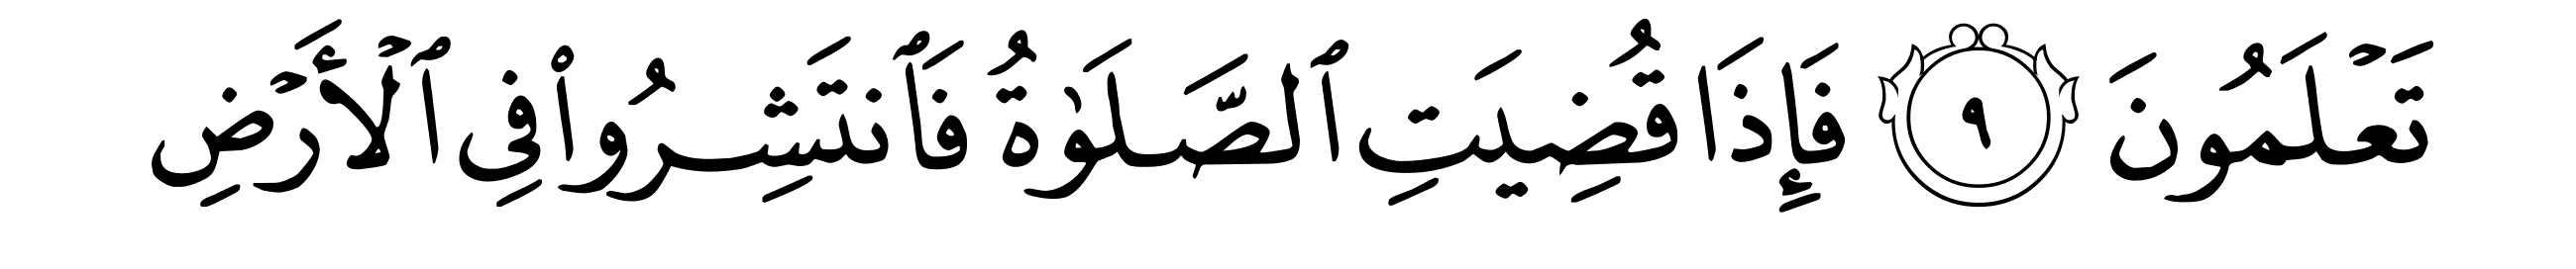 تَعۡلَمُونَ ٩ فَإِذَا قُضِيَتِ ٱلصَّلَوٰةُ فَٱنتَشِرُواْ فِي ٱلۡأَرۡضِ